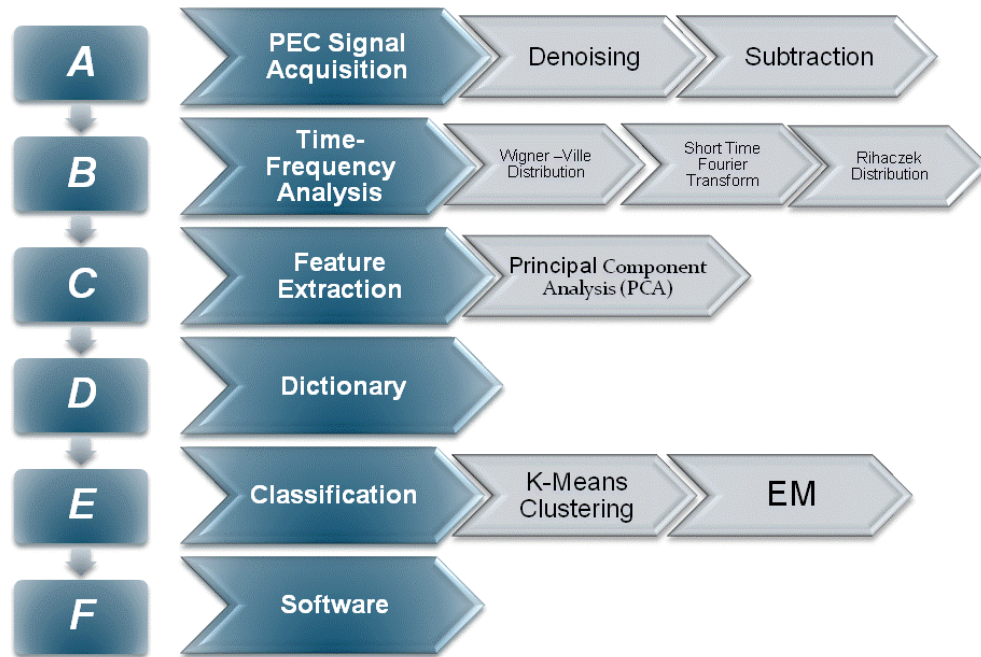 A
PEC Signal
Acquisition
Denoising
Subtraction
B
Time-
Frequency
Analysis
Wigner –Ville
Distribution
Short Time
Fourier
Transform
Rihaczek
Distribution
C
Feature
Extraction
Principal Component
Analysis (PCA)
D
Dictionary
E
Classification
K-Means
Clustering
EM
F
Software